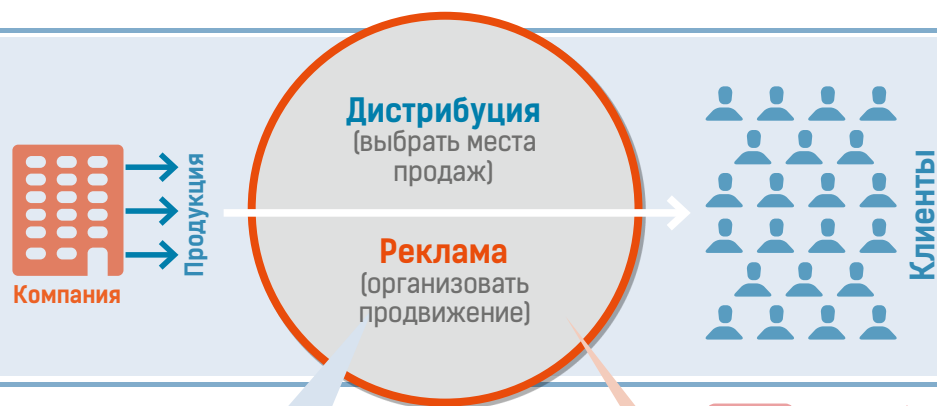 Дистрибуция
(выбрать места
продаж)
Продукция
Реклама
(организовать
продвижение)
Компания
Клиенты